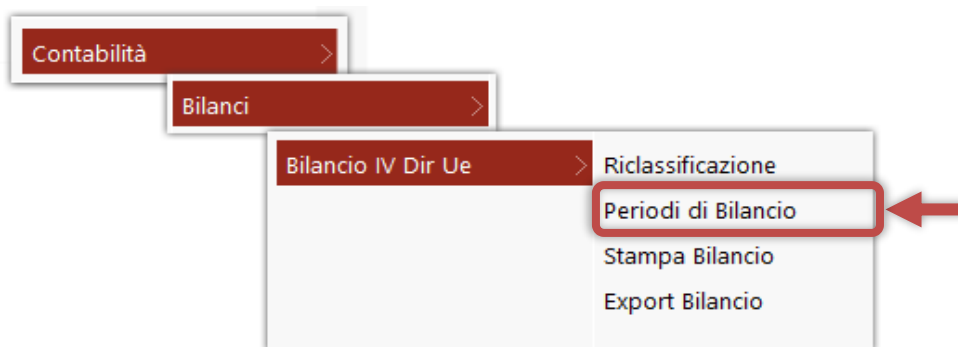 Contabilità
Bilanci
Bilancio IV Dir Ue
Riclassificazione
Periodi di Bilancio
Stampa Bilancio
Export Bilancio